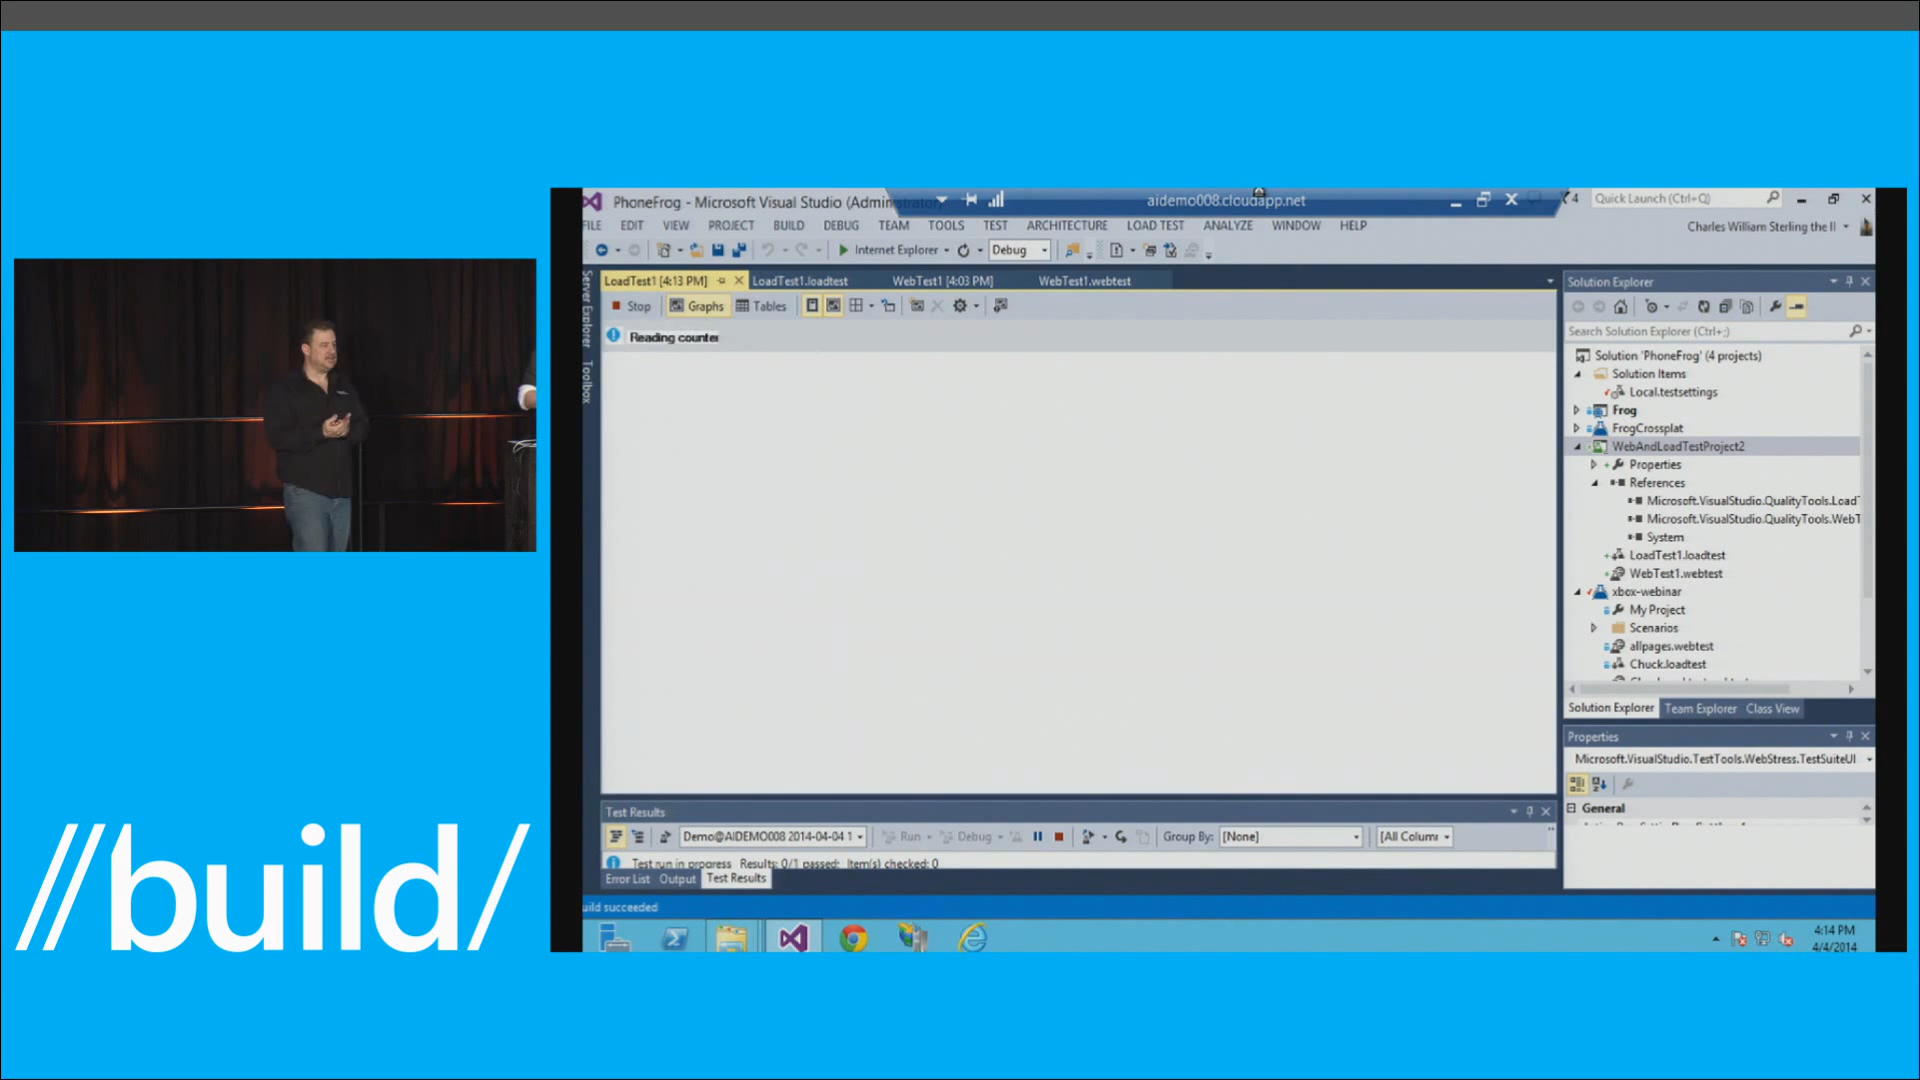 PhoneFrog - Microsoft Visual Studio (Administrator)
aidemo008.cloudapp.net
4
Quick Launch (Ctrl+Q)
FILE EDIT VIEW PROJECT BUILD DEBUG TEAM TOOLS TEST ARCHITECTURE LOAD TEST ANALYZE WINDOW HELP
Charles William Sterling the II
Internet Explorer
Debug
Server Explorer
Toolbox
LoadTest1 [4:13 PM]
LoadTest1.loadtest
WebTest1 [4:03 PM]
WebTest1.webtest
Stop
Graphs
Tables
Reading counter
Solution Explorer
Search Solution Explorer (Ctrl+;)
Solution 'PhoneFrog' (4 projects)
Solution Items
Local.testsettings
Frog
FrogCrossplat
WebAndLoadTestProject2
Properties
References
Microsoft.VisualStudio.QualityTools.LoadT
Microsoft.VisualStudio.QualityTools.WebT
System
LoadTest1.loadtest
WebTest1.webtest
xbox-webinar
My Project
Scenarios
allpages.webtest
Chuck.loadtest
Solution Explorer Team Explorer Class View
Properties
Microsoft.VisualStudio.TestTools.WebStress.TestSuiteUI
General
Test Results
Demo@AIDEMO008 2014-04-04 1
Run
Debug
Group By: [None]
[All Colum
Test run in progress Results: 0/1 passed; Item(s) checked: 0
Error List Output Test Results
uild succeeded
4:14 PM
4/4/2014
//build/